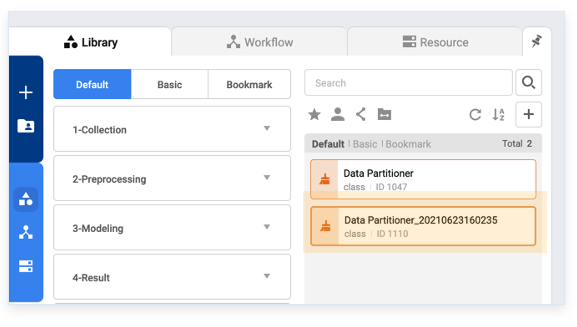 Library
Workflow
Resource
Default
Basic
Bookmark
1-Collection
2-Preprocessing
3-Modeling
4-Result
Search
Default | Basic | Bookmark
Total 2
Data Partitioner
class | ID 1047
Data Partitioner_20210623160235
class | ID 1110